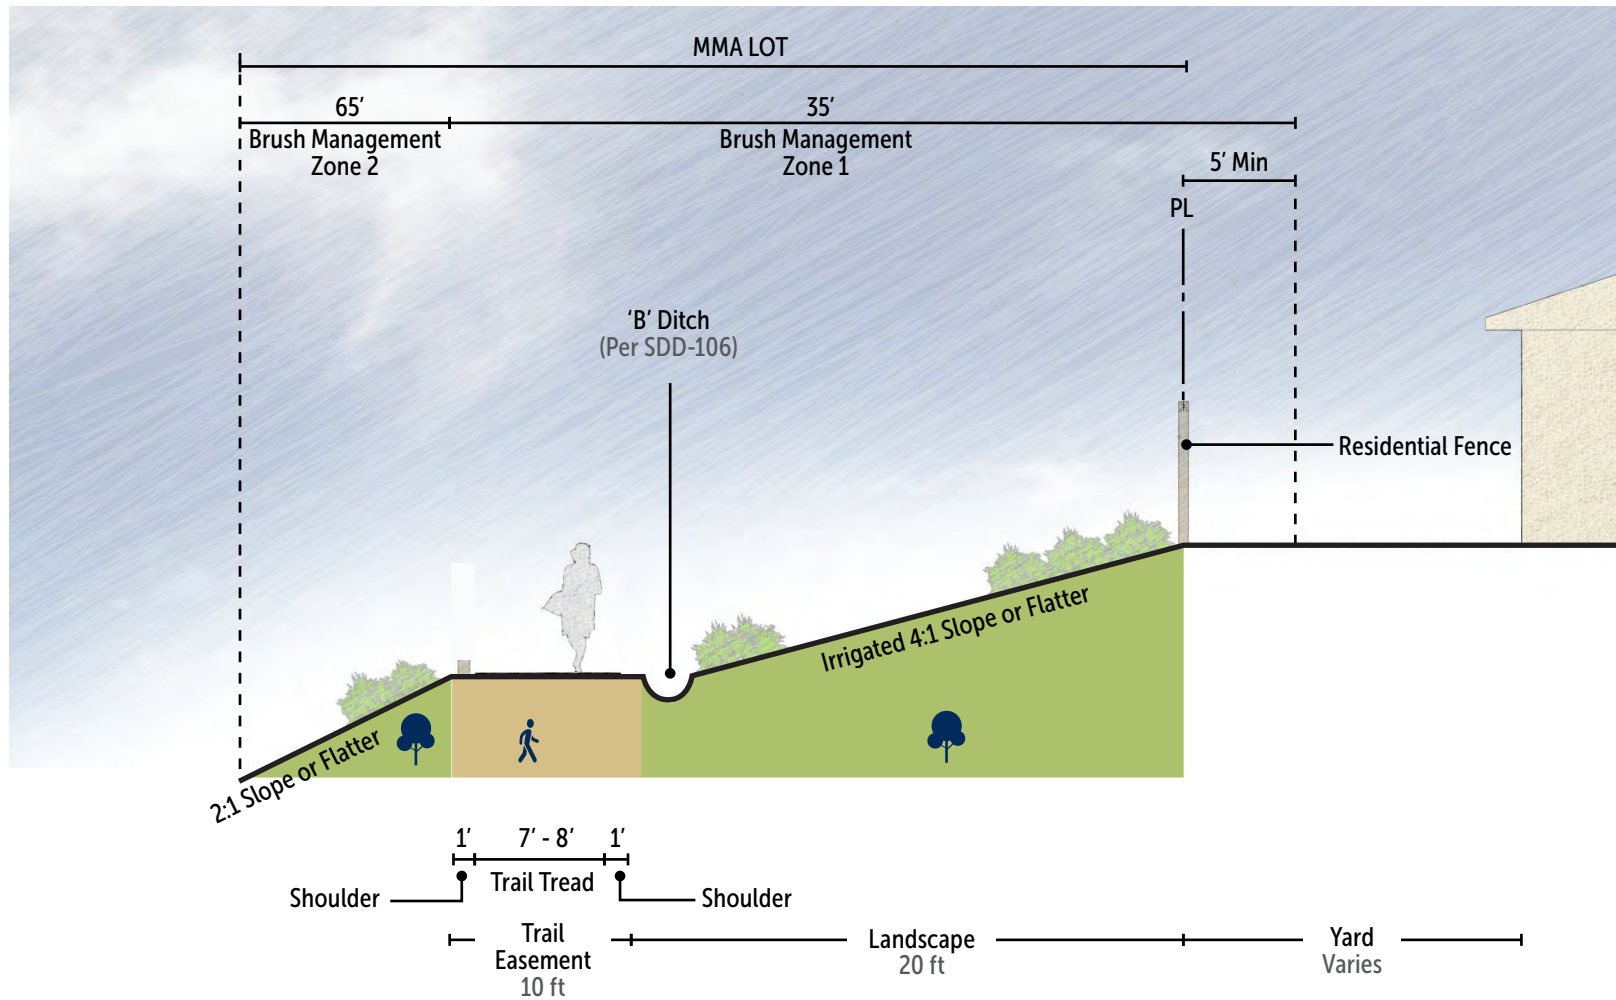 MMA LOT
65’
35’
Brush Management
Zone 2
Brush Management
Zone 1
5’ Min
PL
‘B’ Ditch
(Per SDD-106)
Residential Fence
Irrigated 4:1 Slope or Flatter
2:1 Slope or Flatter
1’
7’ - 8’
1’
Trail Tread
Shoulder
Shoulder
Trail
Easement
10 ft
Landscape
20 ft
Yard
Varies